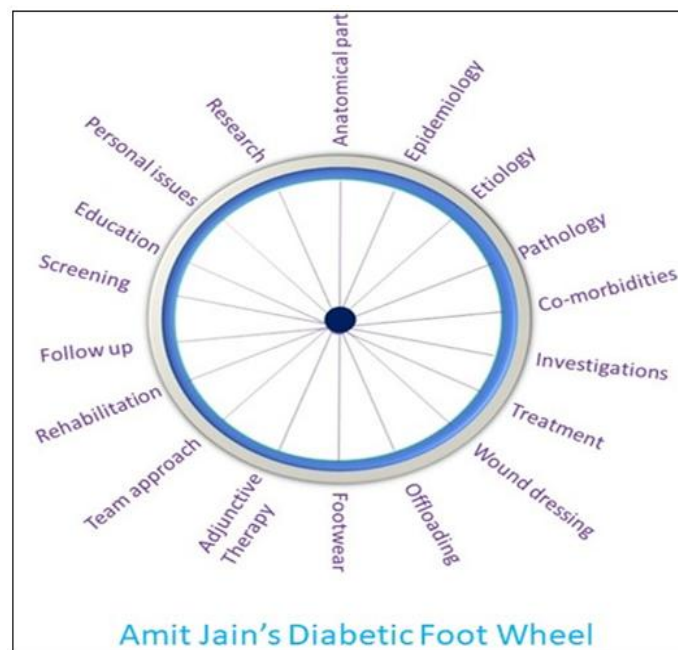 Anatomical part
Epidemiology
Etiology
Pathology
Co-morbidities
Investigations
Treatment
Wound dressing
Offloading
Footwear
Adjunctive
Therapy
Team approach
Rehabilitation
Follow up
Screening
Education
Personal issues
Research
Amit Jain's Diabetic Foot Wheel